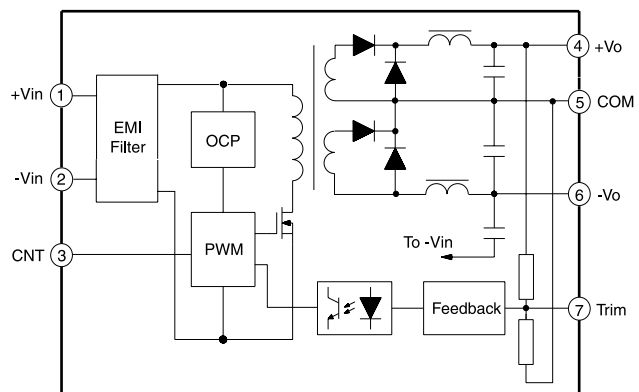 +Vin
1
EMI
Filter
OCP
4
+Vo
5
COM
-Vin
2
6
-Vo
CNT
3
PWM
To -Vin
Feedback
7
Trim